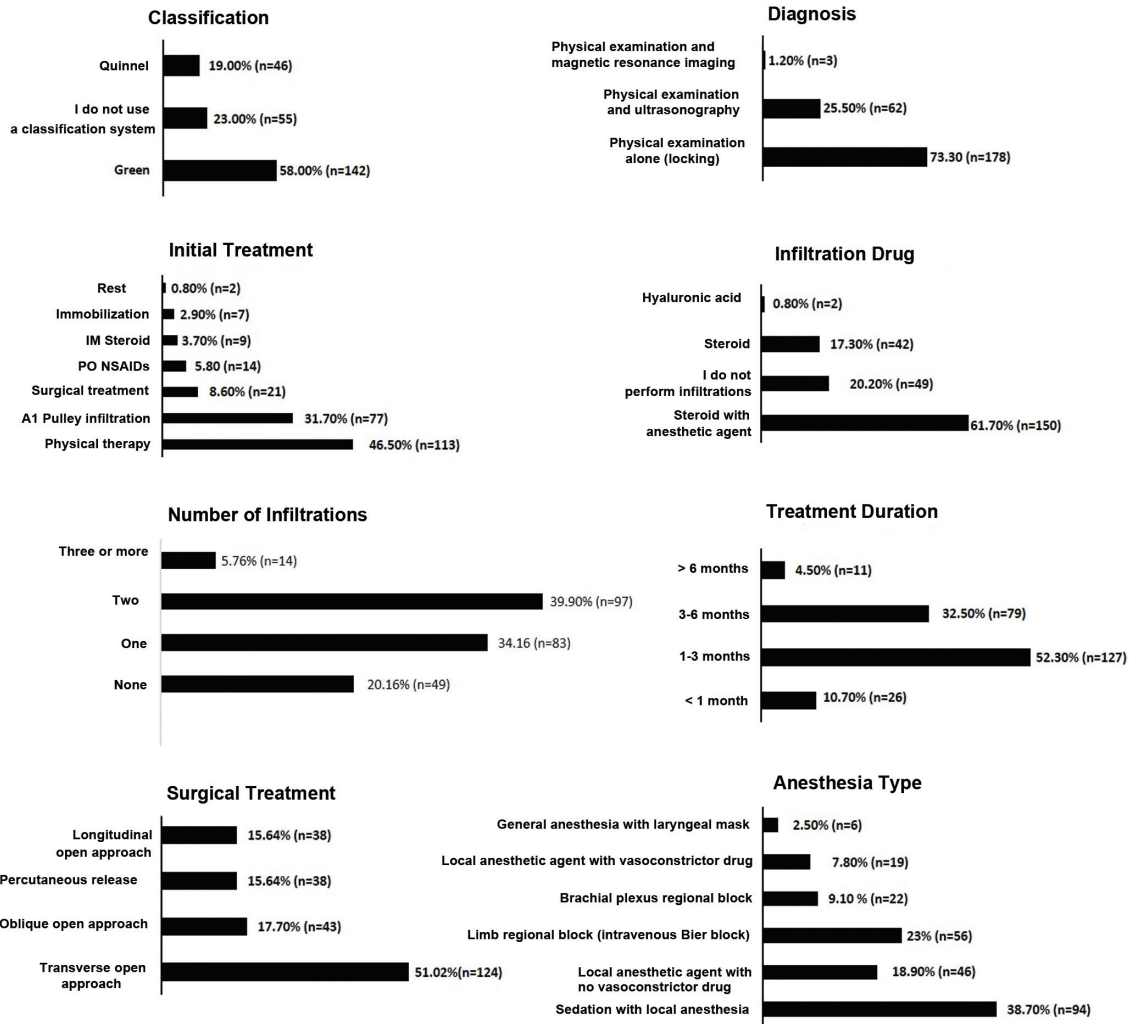 Classification
Quinnel
19.00% (n=46)
I do not use
a classification system
23.00% (n=55)
Green
58.00% (n=142)
Diagnosis
Physical examination and
magnetic resonance imaging
1.20% (n=3)
Physical examination
and ultrasonography
25.50% (n=62)
Physical examination
alone (locking)
73.30 (n=178)
Initial Treatment
Rest
0.80% (n=2)
Immobilization
2.90% (n=7)
IM Steroid
3.70% (n=9)
PO NSAIDs
5.80 (n=14)
Surgical treatment
8.60% (n=21)
A1 Pulley infiltration
31.70% (n=77)
Physical therapy
46.50% (n=113)
Infiltration Drug
Hyaluronic acid
0.80% (n=2)
Steroid
17.30% (n=42)
I do not
perform infiltrations
20.20% (n=49)
Steroid with
anesthetic agent
61.70% (n=150)
Number of Infiltrations
Three or more
5.76% (n=14)
Two
39.90% (n=97)
One
34.16 (n=83)
None
20.16% (n=49)
Treatment Duration
> 6 months
4.50% (n=11)
3-6 months
32.50% (n=79)
1-3 months
52.30% (n=127)
< 1 month
10.70% (n=26)
Surgical Treatment
Longitudinal
open approach
15.64% (n=38)
Percutaneous release
15.64% (n=38)
Oblique open approach
17.70% (n=43)
Transverse open
approach
51.02%(n=124)
Anesthesia Type
General anesthesia with laryngeal mask
2.50% (n=6)
Local anesthetic agent with vasoconstrictor drug
7.80% (n=19)
Brachial plexus regional block
9.10 % (n=22)
Limb regional block (intravenous Bier block)
23% (n=56)
Local anesthetic agent with
no vasoconstrictor drug
18.90% (n=46)
Sedation with local anesthesia
38.70% (n=94)